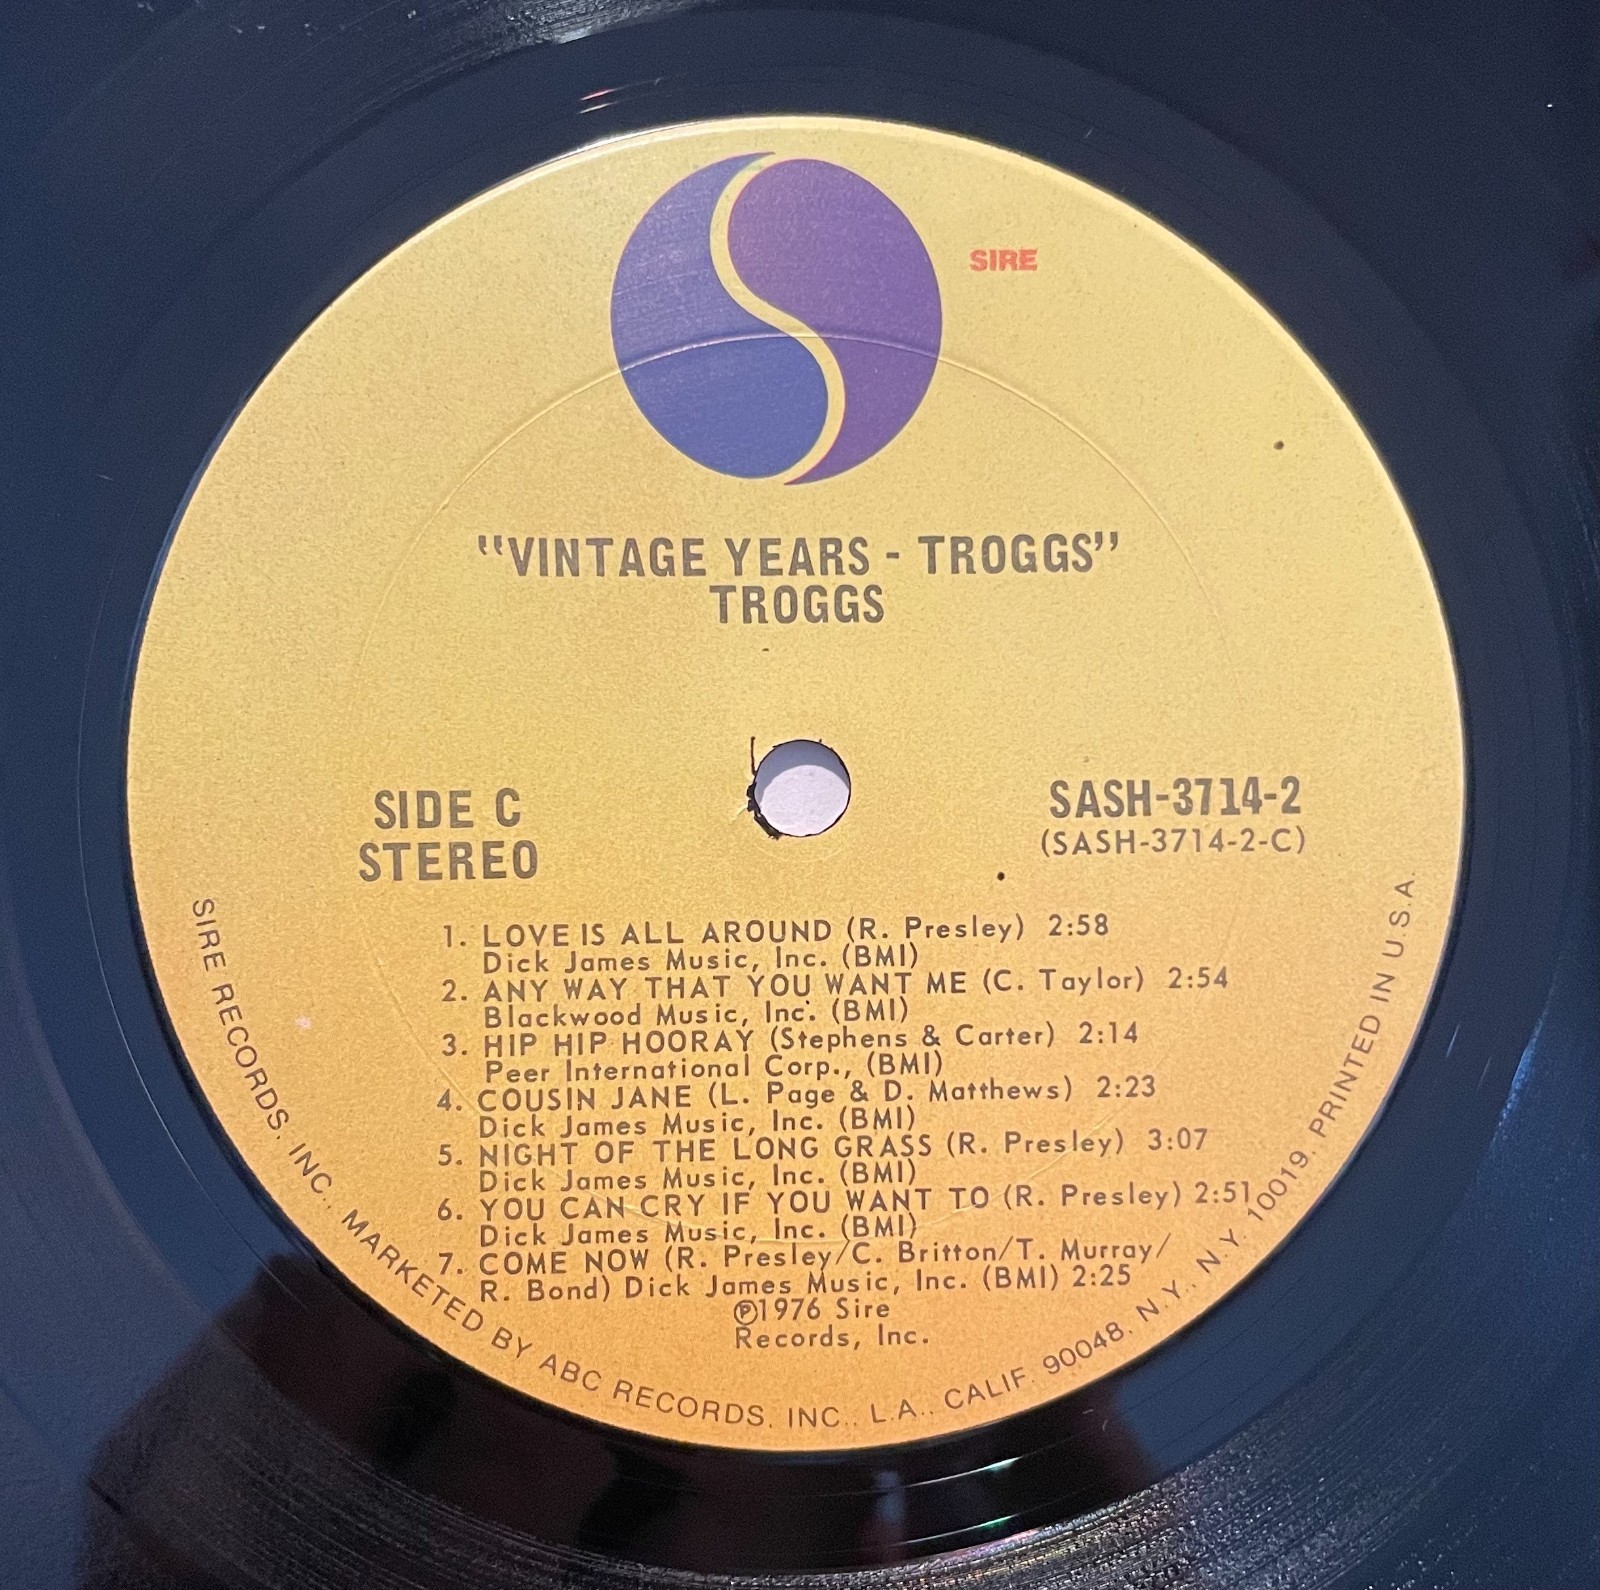 SIRE
"VINTAGE YEARS - TROGGS"
TROGGS
SIDE C
STEREO
SASH-3714-2
(SASH-3714-2-C)
1. LOVE IS ALL AROUND (R. Presley) 2:58
Dick James Music, Inc. (BMI)
2. ANY WAY THAT YOU WANT ME (C. Taylor) 2:54
Blackwood Music, Inc. (BMI)
3. HIP HIP HOORAY (Stephens & Carter) 2:14
Peer International Corp., (BMI)
4. COUSIN JANE (L. Page & D. Matthews) 2:23
Dick James Music, Inc. (BMI)
5. NIGHT OF THE LONG GRASS (R. Presley) 3:07
Dick James Music, Inc. (BMI)
6. YOU CAN CRY IF YOU WANT TO (R. Presley) 2:51
Dick James Music, Inc. (BMI)
7. COME NOW (R. Presley/C. Britton/T. Murray/
R. Bond) Dick James Music, Inc. (BMI) 2:25
℗1976 Sire
Records, Inc.
SIRE RECORDS, INC., MARKETED BY ABC RECORDS, INC., L.A., CALIF. 90048, N.Y., N.Y. 10019. PRINTED IN U.S.A.